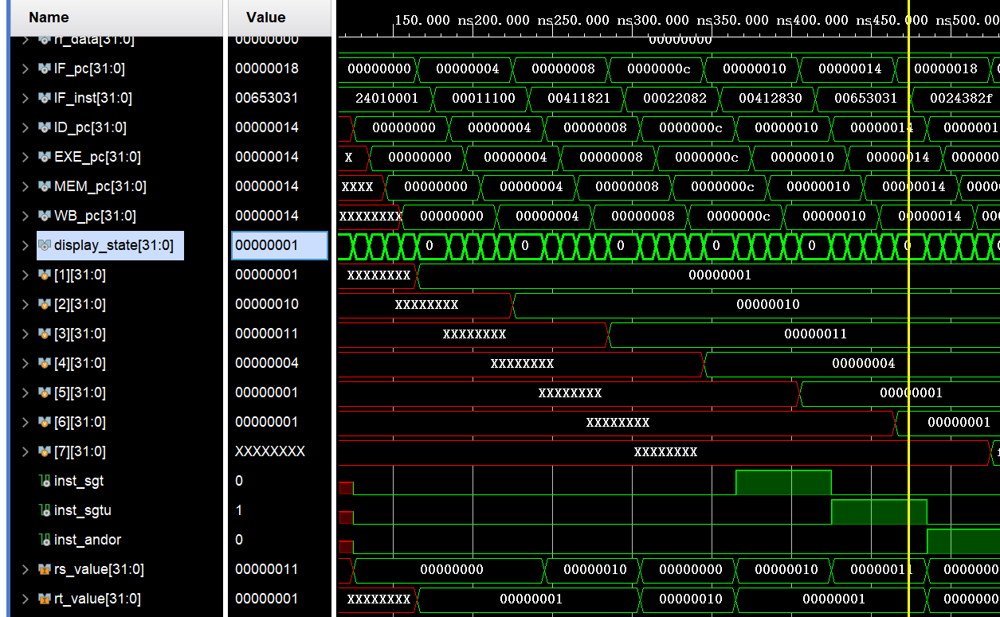 Name Value 150.000 ns 200.000 ns 250.000 ns 300.000 ns 350.000 ns 400.000 ns 450.000 ns 500.00
rf_data[31:0] 00000000 00000000
IF_pc[31:0] 00000018 00000000 00000004 00000008 0000000c 00000010 00000014 00000018
IF_inst[31:0] 00653031 24010001 00011100 00411821 00022082 00412830 00653031 0024382f
ID_pc[31:0] 00000014 00000000 00000004 00000008 0000000c 00000010 00000014 0000001
EXE_pc[31:0] 00000014 X 00000000 00000004 00000008 0000000c 00000010 00000014 000000
MEM_pc[31:0] 00000014 XXXX 00000000 00000004 00000008 0000000c 00000010 00000014 0000
WB_pc[31:0] 00000014 XXXXXXXX 00000000 00000004 00000008 0000000c 00000010 00000014 00
display_state[31:0] 00000001 0 0 0 0 0 0 0
[1][31:0] 00000001 XXXXXXXX 00000001
[2][31:0] 00000010 XXXXXXXX 00000010
[3][31:0] 00000011 XXXXXXXX 00000011
[4][31:0] 00000004 XXXXXXXX 00000004
[5][31:0] 00000001 XXXXXXXX 00000001
[6][31:0] 00000001 XXXXXXXX 00000001
[7][31:0] XXXXXXXX XXXXXXXX f
inst_sgt 0
inst_sgtu 1
inst_andor 0
rs_value[31:0] 00000011 00000000 00000010 00000000 00000010 00000011 0000000
rt_value[31:0] 00000001 XXXXXXXX 00000001 00000010 00000001 0000000